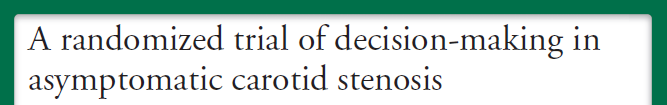 A randomized trial of decision-making in
asymptomatic carotid stenosis